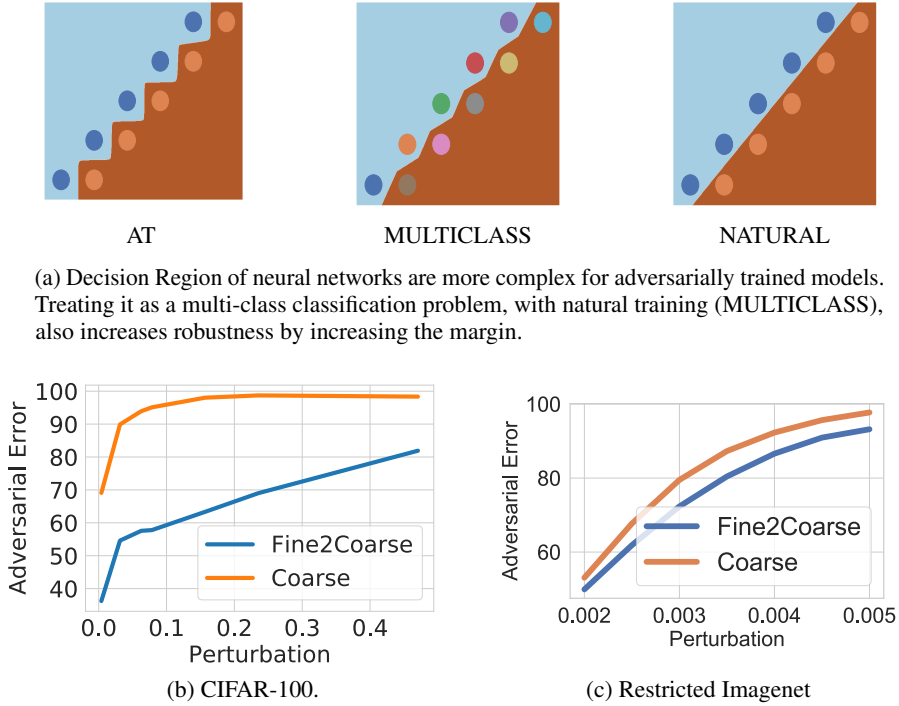 AT
MULTICLASS
NATURAL
(a) Decision Region of neural networks are more complex for adversarially trained models.
Treating it as a multi-class classification problem, with natural training (MULTICLASS),
also increases robustness by increasing the margin.
Adversarial Error
100
90
80
70
60
50
40
Fine2Coarse
Coarse
0.0 0.1 0.2 0.3 0.4
Perturbation
(b) CIFAR-100.
Adversarial Error
100
80
60
Fine2Coarse
Coarse
0.002 0.003 0.004 0.005
Perturbation
(c) Restricted Imagenet